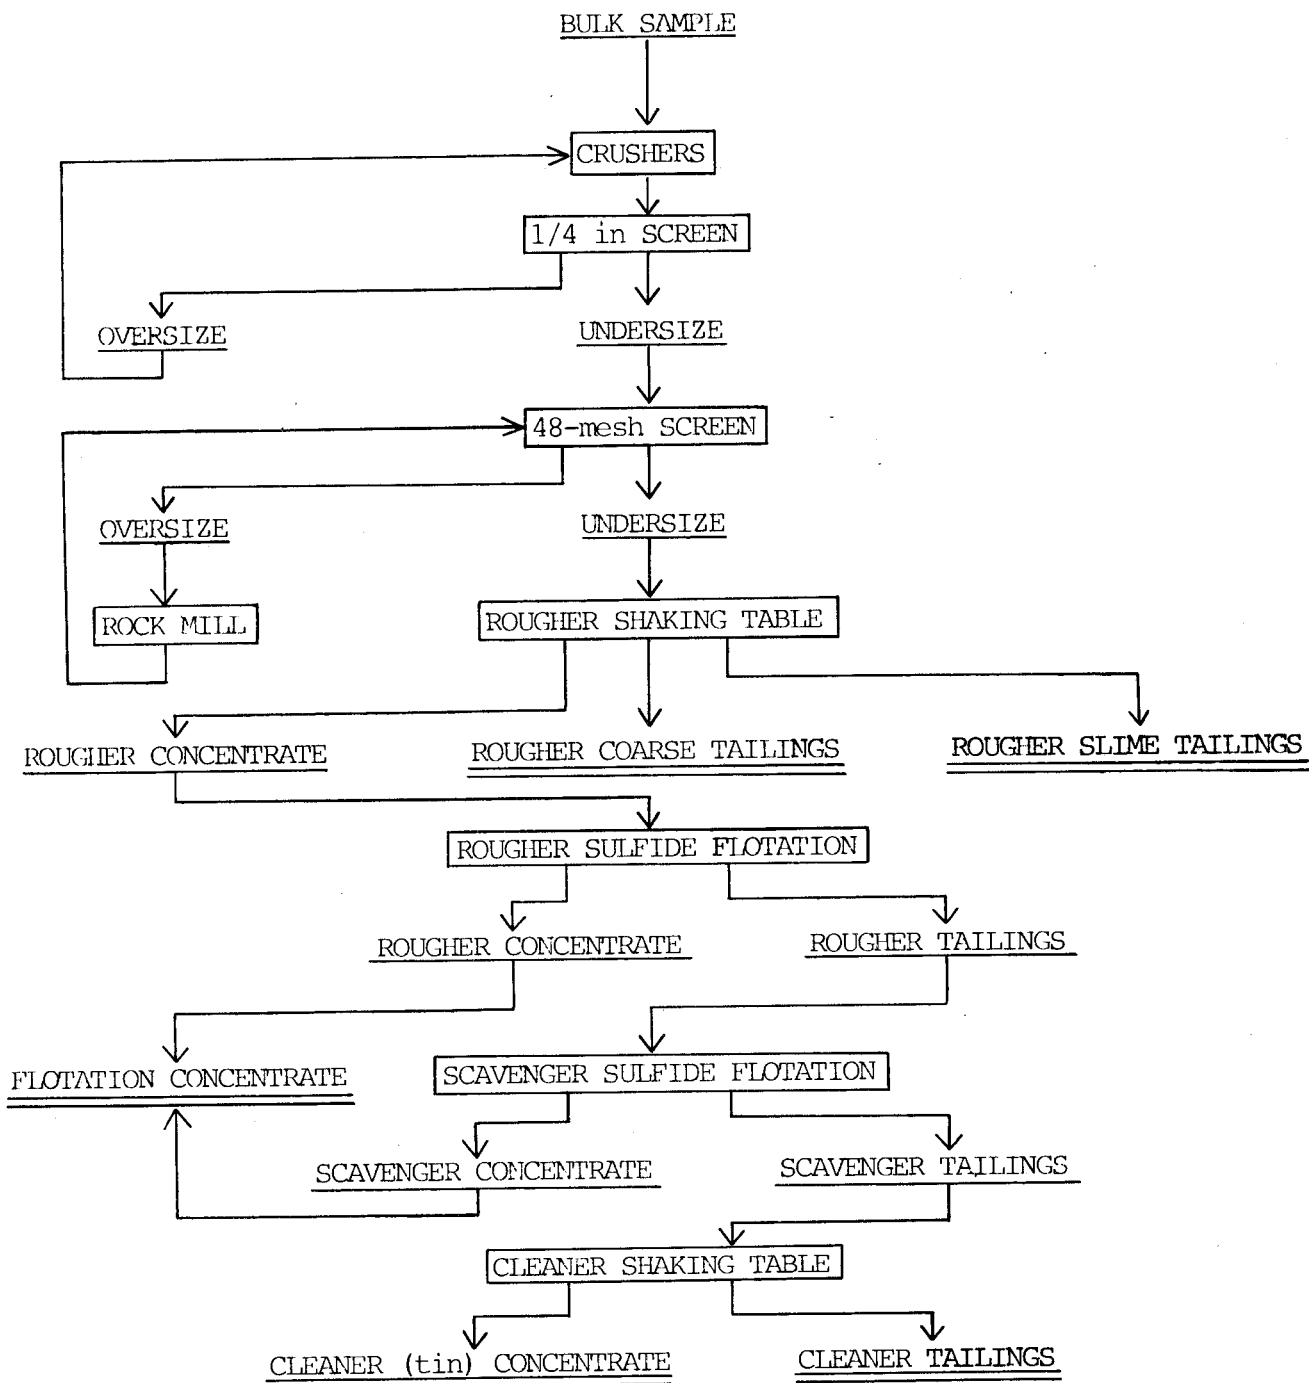 BULK SAMPLE
CRUSHERS
1/4 in SCREEN
OVERSIZE
UNDERSIZE
48-mesh SCREEN
OVERSIZE
UNDERSIZE
ROCK MILL
ROUGHER SHAKING TABLE
ROUGHER CONCENTRATE
ROUGHER COARSE TAILINGS
ROUGHER SLIME TAILINGS
ROUGHER SULFIDE FLOTATION
ROUGHER CONCENTRATE
ROUGHER TAILINGS
FLOTATION CONCENTRATE
SCAVENGER SULFIDE FLOTATION
SCAVENGER CONCENTRATE
SCAVENGER TAILINGS
CLEANER SHAKING TABLE
CLEANER (tin) CONCENTRATE
CLEANER TAILINGS